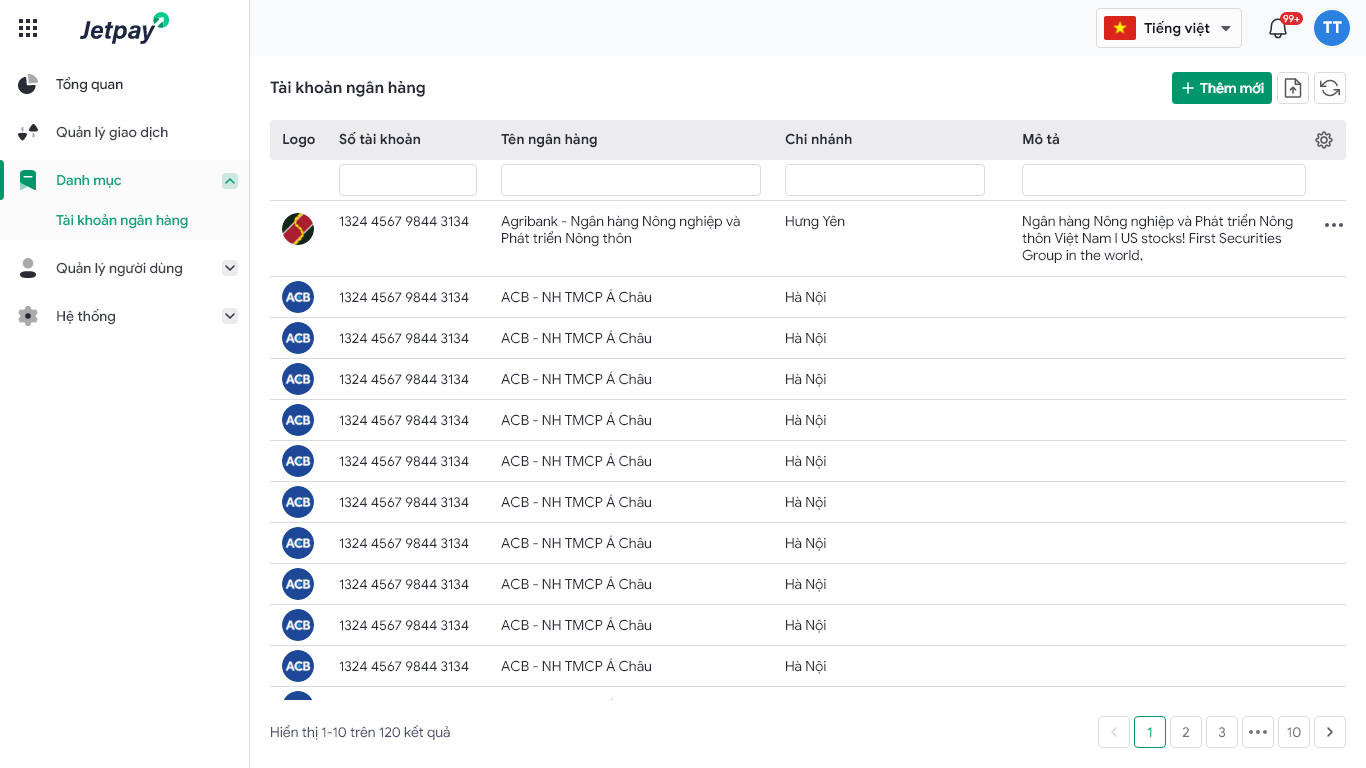 Jetpay
Tiếng việt
99+
TT
Tổng quan
Quản lý giao dịch
Danh mục
Tài khoản ngân hàng
Quản lý người dùng
Hệ thống
Tài khoản ngân hàng
Thêm mới
Logo Số tài khoản Tên ngân hàng Chi nhánh Mô tả
1324 4567 9844 3134 Agribank - Ngân hàng Nông nghiệp và Hưng Yên Ngân hàng Nông nghiệp và Phát triển Nông
Phát triển Nông thôn thôn Việt Nam l US stocks! First Securities
Group in the world,
ACB 1324 4567 9844 3134 ACB - NH TMCP Á Châu Hà Nội
ACB 1324 4567 9844 3134 ACB - NH TMCP Á Châu Hà Nội
ACB 1324 4567 9844 3134 ACB - NH TMCP Á Châu Hà Nội
ACB 1324 4567 9844 3134 ACB - NH TMCP Á Châu Hà Nội
ACB 1324 4567 9844 3134 ACB - NH TMCP Á Châu Hà Nội
ACB 1324 4567 9844 3134 ACB - NH TMCP Á Châu Hà Nội
ACB 1324 4567 9844 3134 ACB - NH TMCP Á Châu Hà Nội
ACB 1324 4567 9844 3134 ACB - NH TMCP Á Châu Hà Nội
ACB 1324 4567 9844 3134 ACB - NH TMCP Á Châu Hà Nội
ACB 1324 4567 9844 3134 ACB - NH TMCP Á Châu Hà Nội
Hiển thị 1-10 trên 120 kết quả
1 2 3 ••• 10